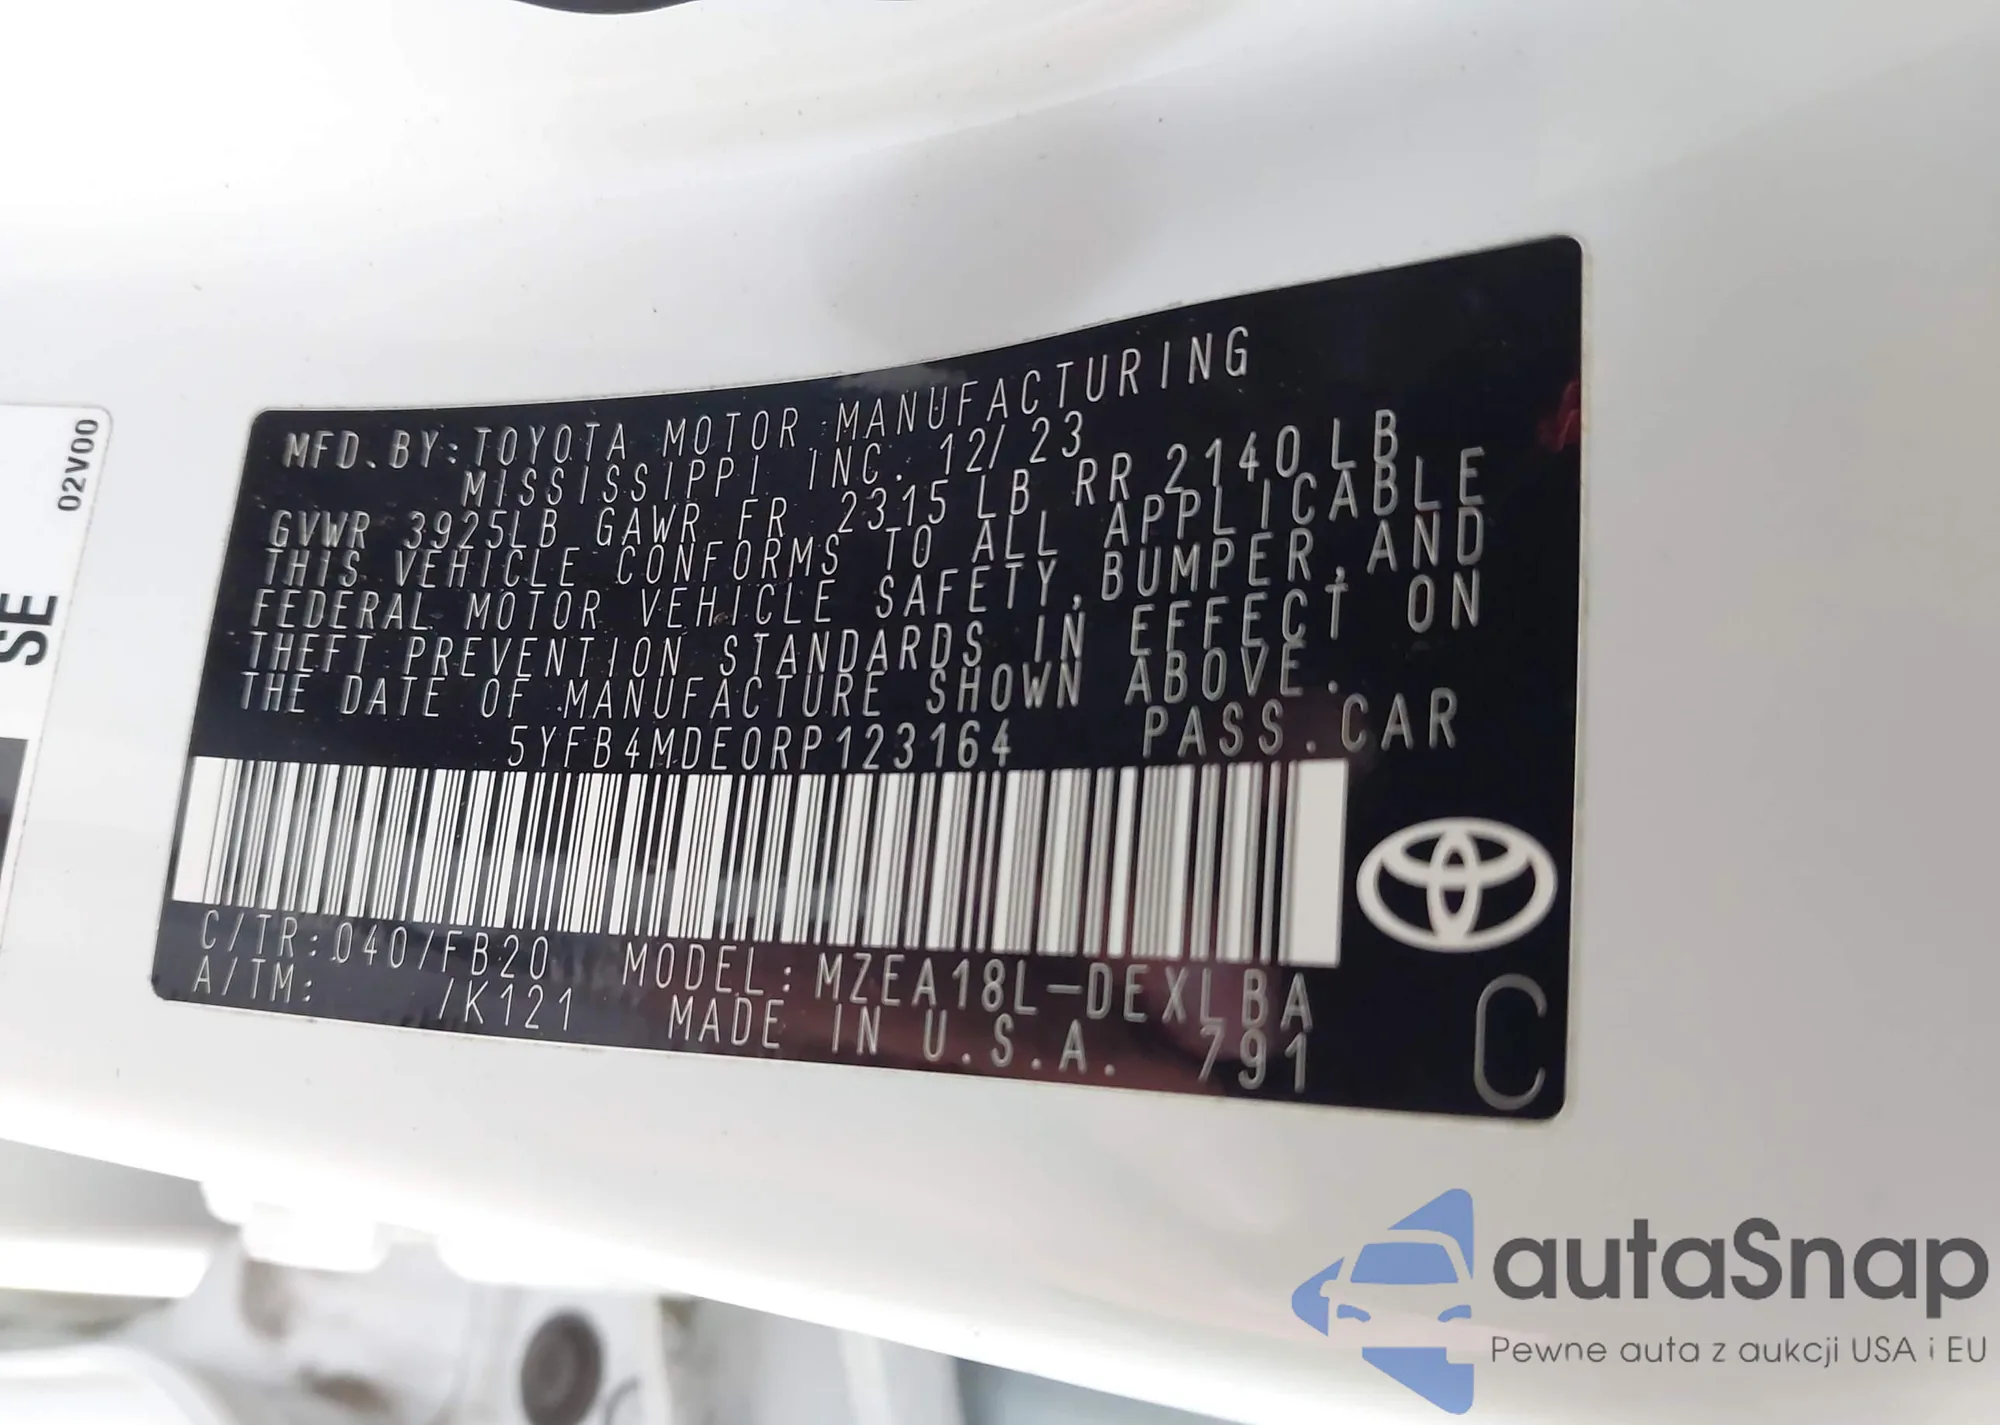 02V00
SE
MFD. BY: TOYOTA MOTOR MANUFACTURING
MISSISSIPPI INC. 12/23
GVWR 3925LB GAWR FR 2315 LB RR 2140LB
THIS VEHICLE CONFORMS TO ALL APPLICABLE
FEDERAL MOTOR VEHICLE SAFETY, BUMPER, AND
THEFT PREVENTION STANDARDS IN EFFECT ON
THE DATE OF MANUFACTURE SHOWN ABOVE.
5YFB4MDE0RP123164 PASS. CAR
C/TR: 040/FB20 MODEL: MZEA18L-DEXLBA
A/TM: /K121 MADE IN U.S.A. 791
C
autaSnap
Pewne auta z aukcji USA i EU